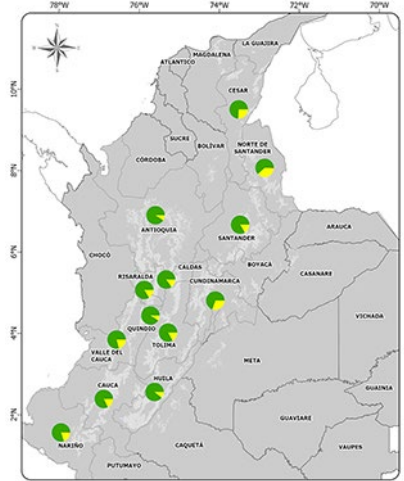 78°W 76°W 74°W 72°W 70°W
LA GUAJIRA
MAGDALENA
ATLANTICO
10°N
CESAR
SUCRE
BOLÍVAR
NORTE DE
SANTANDER
CÓRDOBA
8°N
ANTIOQUIA
SANTANDER
ARAUCA
6°N
CHOCÓ
BOYACÁ
CALDAS
RISARALDA
CUNDINAMARCA
CASANARE
VICHADA
QUINDIO
4°N
TOLIMA
VALLE DEL
CAUCA
META
HUILA
CAUCA
GUAINIA
2°N
GUAVIARE
NARIÑO
CAQUETÁ
VAUPES
PUTUMAYO